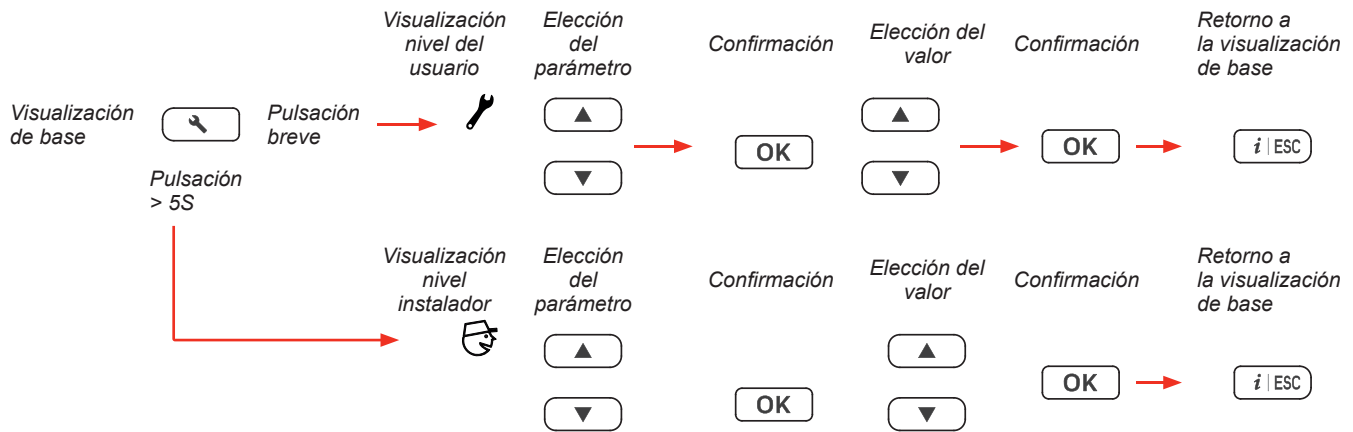 Visualización
nivel del
usuario
Elección
del
parámetro
Confirmación
Elección del
valor
Confirmación
Retorno a
la visualización
de base
Visualización
de base
Pulsación
breve
OK
OK
i | ESC
Pulsación
> 5S
Visualización
nivel
instalador
Elección
del
parámetro
Confirmación
Elección del
valor
Confirmación
Retorno a
la visualización
de base
OK
OK
i | ESC